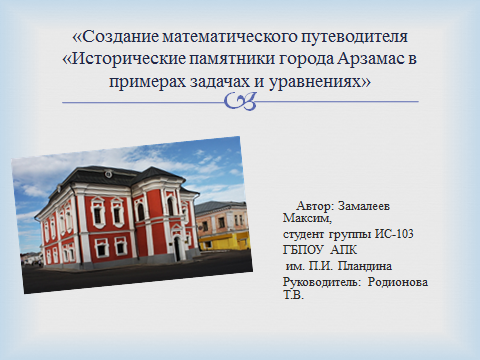 «Создание математического путеводителя
«Исторические памятники города Арзамас в
примерах задачах и уравнениях»
Автор: Замалеев
Максим,
студент группы ИС-103
ГБПОУ АПК
им. П.И. Пландина
Руководитель: Родионова
Т.В.